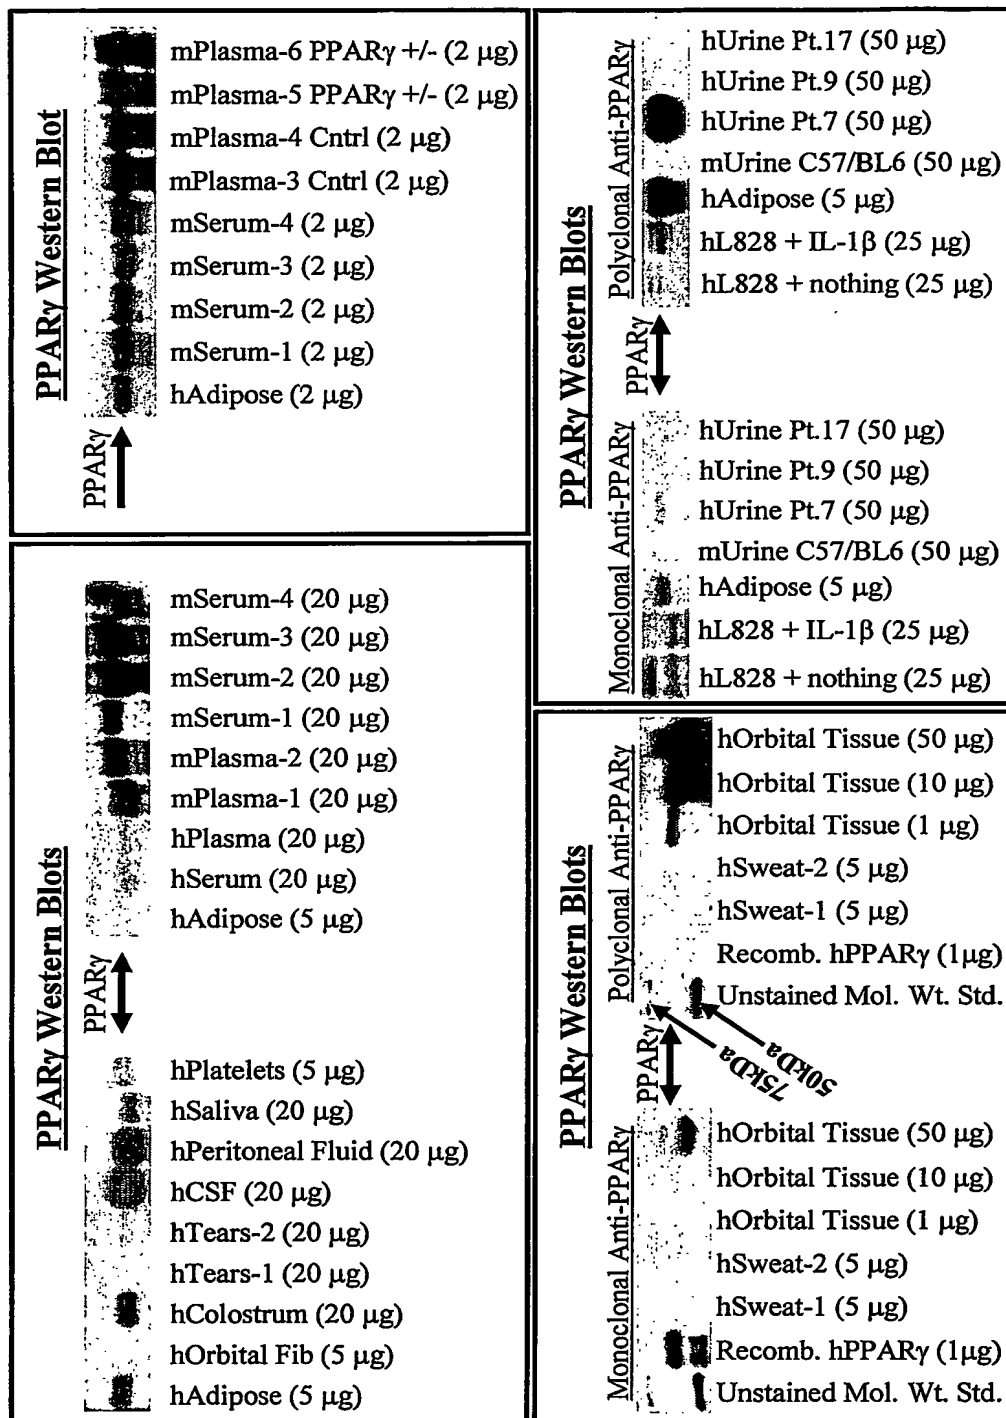 PPARγ Western Blot
mPlasma-6 PPARγ +/- (2 µg)
mPlasma-5 PPARγ +/- (2 µg)
mPlasma-4 Cntrl (2 µg)
mPlasma-3 Cntrl (2 µg)
mSerum-4 (2 µg)
mSerum-3 (2 µg)
mSerum-2 (2 µg)
mSerum-1 (2 µg)
hAdipose (2 µg)
PPARγ
PPARγ Western Blots
mSerum-4 (20 µg)
mSerum-3 (20 µg)
mSerum-2 (20 µg)
mSerum-1 (20 µg)
mPlasma-2 (20 µg)
mPlasma-1 (20 µg)
hPlasma (20 µg)
hSerum (20 µg)
hAdipose (5 µg)
PPARγ
hPlatelets (5 µg)
hSaliva (20 µg)
hPeritoneal Fluid (20 µg)
hCSF (20 µg)
hTears-2 (20 µg)
hTears-1 (20 µg)
hColostrum (20 µg)
hOrbital Fib (5 µg)
hAdipose (5 µg)
PPARγ Western Blots
Polyclonal Anti-PPARγ
hUrine Pt.17 (50 µg)
hUrine Pt.9 (50 µg)
hUrine Pt.7 (50 µg)
mUrine C57/BL6 (50 µg)
hAdipose (5 µg)
hL828 + IL-1β (25 µg)
hL828 + nothing (25 µg)
PPARγ
Monoclonal Anti-PPARγ
hUrine Pt.17 (50 µg)
hUrine Pt.9 (50 µg)
hUrine Pt.7 (50 µg)
mUrine C57/BL6 (50 µg)
hAdipose (5 µg)
hL828 + IL-1β (25 µg)
hL828 + nothing (25 µg)
PPARγ Western Blots
Polyclonal Anti-PPARγ
hOrbital Tissue (50 µg)
hOrbital Tissue (10 µg)
hOrbital Tissue (1 µg)
hSweat-2 (5 µg)
hSweat-1 (5 µg)
Recomb. hPPARγ (1µg)
Unstained Mol. Wt. Std.
PPARγ
75kDa
50kDa
Monoclonal Anti-PPARγ
hOrbital Tissue (50 µg)
hOrbital Tissue (10 µg)
hOrbital Tissue (1 µg)
hSweat-2 (5 µg)
hSweat-1 (5 µg)
Recomb. hPPARγ (1µg)
Unstained Mol. Wt. Std.